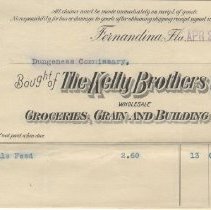 All claims must be made immediately on receipt of goods.
Fernandina, Fla. APR
Dungeness Commissary,
Bought of The Kelly Brothers
WHOLESALE
GROCERIES, GRAIN AND BUILDING
Feed 2.60 13